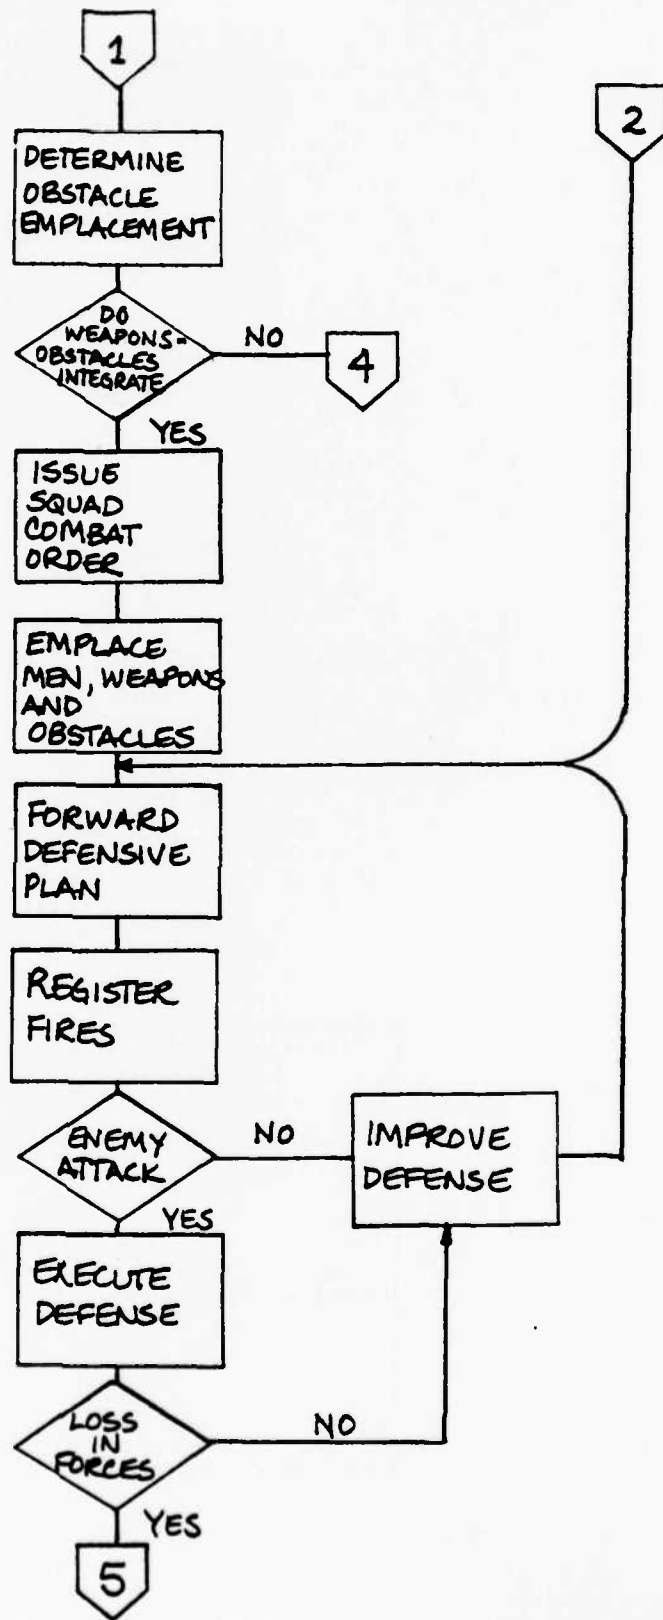 1
2
DETERMINE
OBSTACLE
EMPLACEMENT
DO
WEAPONS-
OBSTACLES
INTEGRATE
NO
4
YES
ISSUE
SQUAD
COMBAT
ORDER
EMPLACE
MEN, WEAPONS
AND
OBSTACLES
FORWARD
DEFENSIVE
PLAN
REGISTER
FIRES
ENEMY
ATTACK
NO
IMPROVE
DEFENSE
YES
EXECUTE
DEFENSE
LOSS
IN
FORCES
NO
YES
5